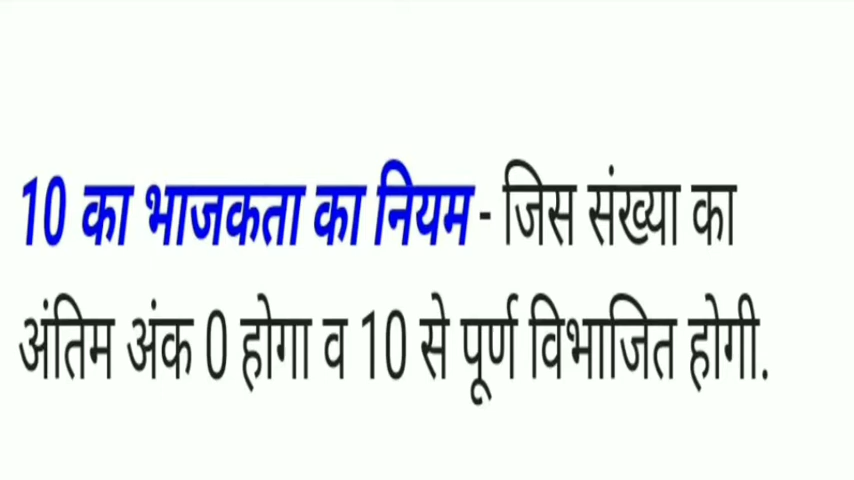 10 का भाजकता का नियम - जिस संख्या का
अंतिम अंक 0 होगा व 10 से पूर्ण विभाजित होगी.